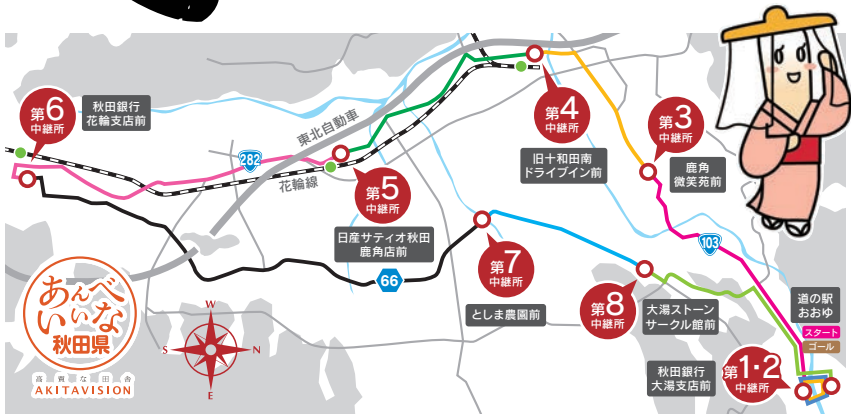 第6
中継所
秋田銀行
花輪支店前
282
東北自動車
花輪線
第5
中継所
日産サティオ秋田
鹿角店前
第4
中継所
旧十和田南
ドライブイン前
第3
中継所
鹿角
微笑苑前
103
66
第7
中継所
としま農園前
第8
中継所
大湯ストーン
サークル館前
道の駅
おおゆ
スタート
ゴール
秋田銀行
大湯支店前
第1・2
中継所
あんべ
いいな
秋田県
高質な田舎
AKITAVISION
W
S
N
E